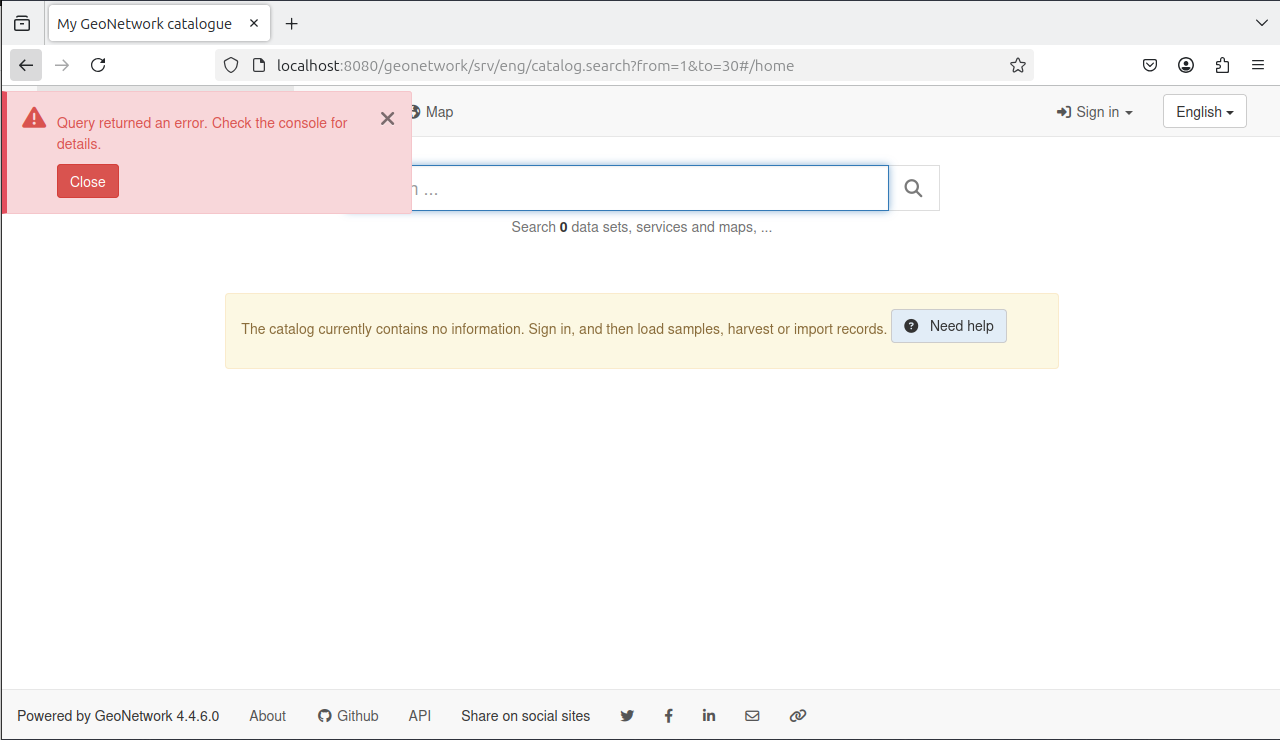 My GeoNetwork catalogue
localhost:8080/geonetwork/srv/eng/catalog.search?from=1&to=30#/home
Query returned an error. Check the console for
details.
Close
Map
Sign in
English
...
Search 0 data sets, services and maps, ...
The catalog currently contains no information. Sign in, and then load samples, harvest or import records.
Need help
Powered by GeoNetwork 4.4.6.0
About
Github
API
Share on social sites